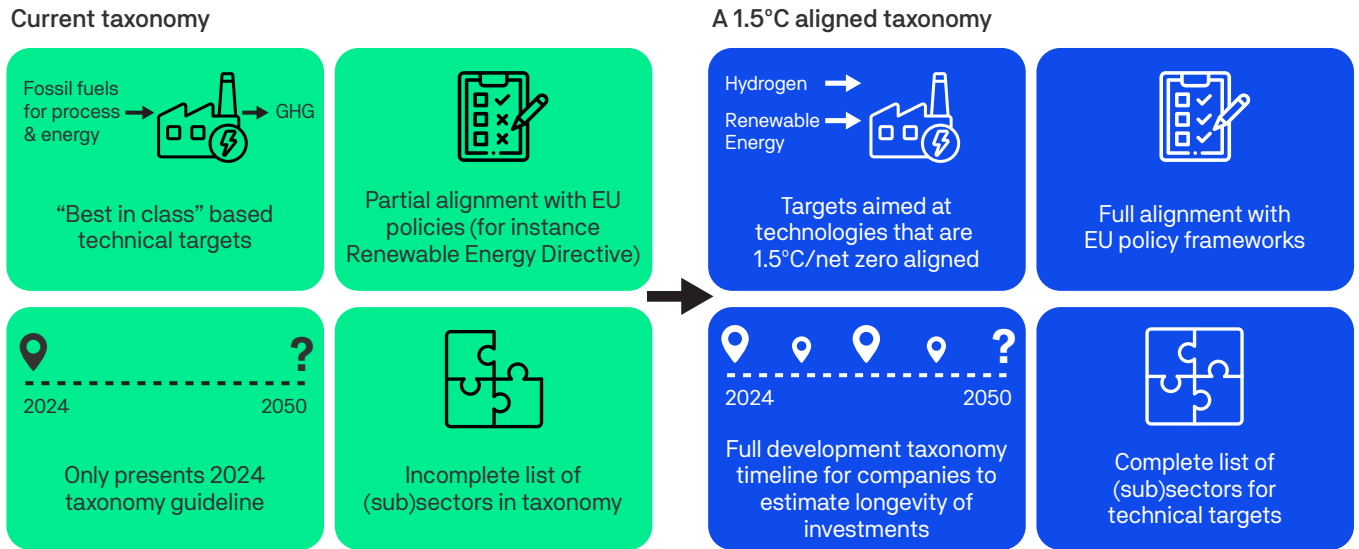 Current taxonomy
Fossil fuels
for process
& energy
GHG
“Best in class” based
technical targets
Partial alignment with EU
policies (for instance
Renewable Energy Directive)
?
2024
2050
Only presents 2024
taxonomy guideline
Incomplete list of
(sub)sectors in taxonomy
A 1.5°C aligned taxonomy
Hydrogen
Renewable
Energy
Targets aimed at
technologies that are
1.5°C/net zero aligned
Full alignment with
EU policy frameworks
?
2024
2050
Full development taxonomy
timeline for companies to
estimate longevity of
investments
Complete list of
(sub)sectors for
technical targets